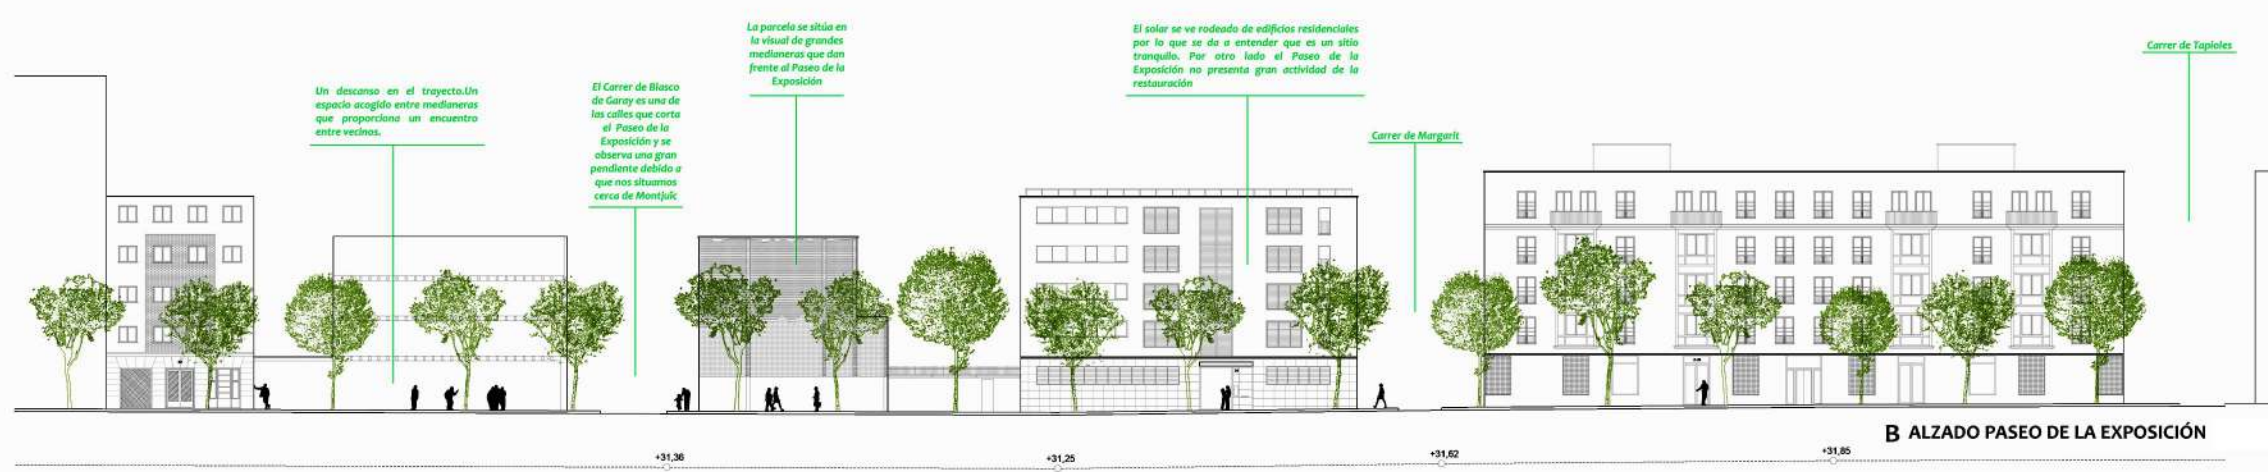 Un descanso en el trayecto.Un
espacio acogido entre medianeras
que proporciona un encuentro
entre vecinos.
El Carrer de Blasco
de Garay es una de
las calles que corta
el Paseo de la
Exposición y se
observa una gran
pendiente debido a
que nos situamos
cerca de Montjuïc
La parcela se sitúa en
la visual de grandes
medianeras que dan
frente al Paseo de la
Exposición
El solar se ve rodeado de edificios residenciales
por lo que se da a entender que es un sitio
tranquilo. Por otro lado el Paseo de la
Exposición no presenta gran actividad de la
restauración
Carrer de Margarit
Carrer de Tapioles
B ALZADO PASEO DE LA EXPOSICIÓN
+31,36
+31,25
+31,62
+31,85